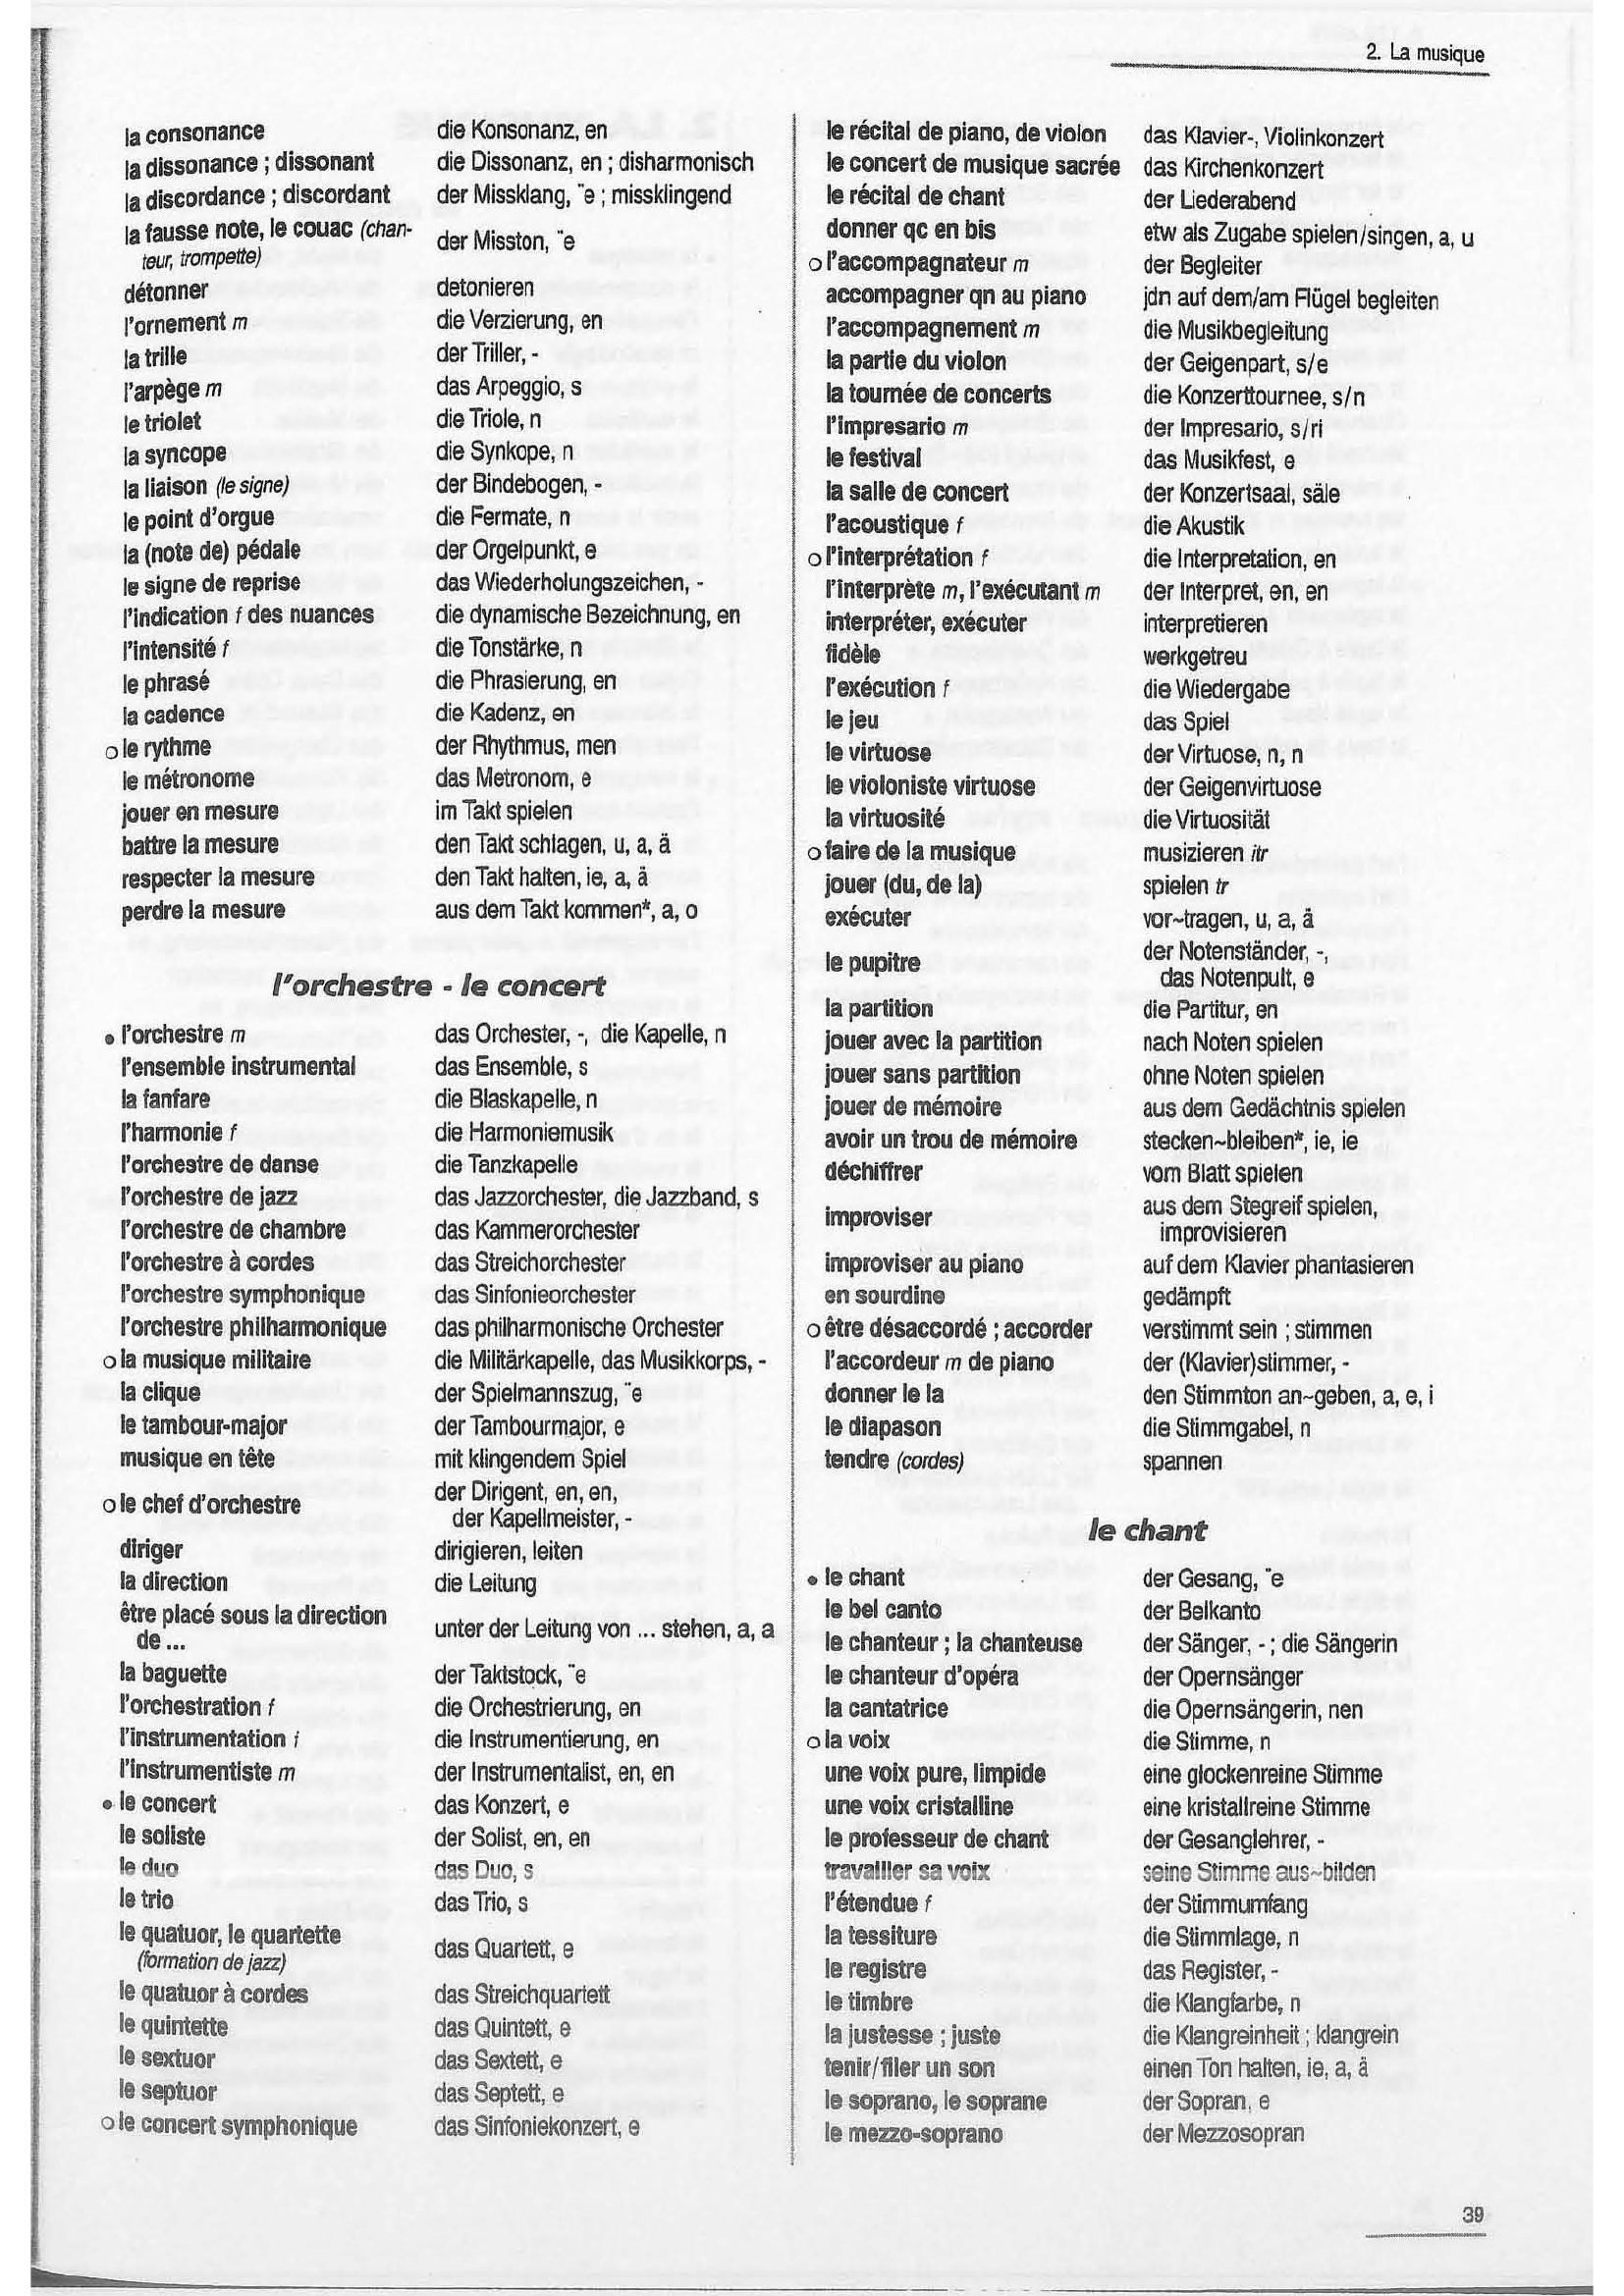 2. La musique
la consonance die Konsonanz, en
la dissonance ; dissonant die Dissonanz, en ; disharmonisch
la discordance ; discordant der Missklang, ¨e ; missklingend
la fausse note, le couac (chan-
teur, trompette) der Misston, ¨e
détonner detonieren
l'ornement m die Verzierung, en
la trille der Triller, -
l'arpège m das Arpeggio, s
le triolet die Triole, n
la syncope die Synkope, n
la liaison (le signe) der Bindebogen, -
le point d'orgue die Fermate, n
la (note de) pédale der Orgelpunkt, e
le signe de reprise das Wiederholungszeichen, -
l'indication f des nuances die dynamische Bezeichnung, en
l'intensité f die Tonstärke, n
le phrasé die Phrasierung, en
la cadence die Kadenz, en
o le rythme der Rhythmus, men
le métronome das Metronom, e
jouer en mesure im Takt spielen
battre la mesure den Takt schlagen, u, a, ä
respecter la mesure den Takt halten, ie, a, ä
perdre la mesure aus dem Takt kommen*, a, o
l'orchestre - le concert
• l'orchestre m das Orchester, -, die Kapelle, n
l'ensemble instrumental das Ensemble, s
la fanfare die Blaskapelle, n
l'harmonie f die Harmoniemusik
l'orchestre de danse die Tanzkapelle
l'orchestre de jazz das Jazzorchester, die Jazzband, s
l'orchestre de chambre das Kammerorchester
l'orchestre à cordes das Streichorchester
l'orchestre symphonique das Sinfonieorchester
l'orchestre philharmonique das philharmonische Orchester
o la musique militaire die Militärkapelle, das Musikkorps, -
la clique der Spielmannszug, ¨e
le tambour-major der Tambourmajor, e
musique en tête mit klingendem Spiel
o le chef d'orchestre der Dirigent, en, en,
der Kapellmeister, -
diriger dirigieren, leiten
la direction die Leitung
être placé sous la direction
de ... unter der Leitung von ... stehen, a, a
la baguette der Taktstock, ¨e
l'orchestration f die Orchestrierung, en
l'instrumentation f die Instrumentierung, en
l'instrumentiste m der Instrumentalist, en, en
• le concert das Konzert, e
le soliste der Solist, en, en
le duo das Duo, s
le trio das Trio, s
le quatuor, le quartette
(formation de jazz) das Quartett, e
le quatuor à cordes das Streichquartett
le quintette das Quintett, e
le sextuor das Sextett, e
le septuor das Septett, e
o le concert symphonique das Sinfoniekonzert, e
le récital de piano, de violon das Klavier-, Violinkonzert
le concert de musique sacrée das Kirchenkonzert
le récital de chant der Liederabend
donner qc en bis etw als Zugabe spielen/singen, a, u
o l'accompagnateur m der Begleiter
accompagner qn au piano jdn auf dem/am Flügel begleiten
l'accompagnement m die Musikbegleitung
la partie du violon der Geigenpart, s/e
la tournée de concerts die Konzerttournee, s/n
l'impresario m der Impresario, s/ri
le festival das Musikfest, e
la salle de concert der Konzertsaal, säle
l'acoustique f die Akustik
o l'interprétation f die Interpretation, en
l'interprète m, l'exécutant m der Interpret, en, en
interpréter, exécuter interpretieren
fidèle werkgetreu
l'exécution f die Wiedergabe
le jeu das Spiel
le virtuose der Virtuose, n, n
le violoniste virtuose der Geigenvirtuose
la virtuosité die Virtuosität
o faire de la musique musizieren itr
jouer (du, de la) spielen tr
exécuter vor~tragen, u, a, ä
le pupitre der Notenständer, -,
das Notenpult, e
la partition die Partitur, en
jouer avec la partition nach Noten spielen
jouer sans partition ohne Noten spielen
jouer de mémoire aus dem Gedächtnis spielen
avoir un trou de mémoire stecken~bleiben*, ie, ie
déchiffrer vom Blatt spielen
improviser aus dem Stegreif spielen,
improvisieren
improviser au piano auf dem Klavier phantasieren
en sourdine gedämpft
o être désaccordé ; accorder verstimmt sein ; stimmen
l'accordeur m de piano der (Klavier)stimmer, -
donner le la den Stimmton an~geben, a, e, i
le diapason die Stimmgabel, n
tendre (cordes) spannen
le chant
• le chant der Gesang, ¨e
le bel canto der Belkanto
le chanteur ; la chanteuse der Sänger, - ; die Sängerin
le chanteur d'opéra der Opernsänger
la cantatrice die Opernsängerin, nen
o la voix die Stimme, n
une voix pure, limpide eine glockenreine Stimme
une voix cristalline eine kristallreine Stimme
le professeur de chant der Gesanglehrer, -
travailler sa voix seine Stimme aus~bilden
l'étendue f der Stimmumfang
la tessiture die Stimmlage, n
le registre das Register, -
le timbre die Klangfarbe, n
la justesse ; juste die Klangreinheit ; klangrein
tenir/filer un son einen Ton halten, ie, a, ä
le soprano, le soprane der Sopran, e
le mezzo-soprano der Mezzosopran
39